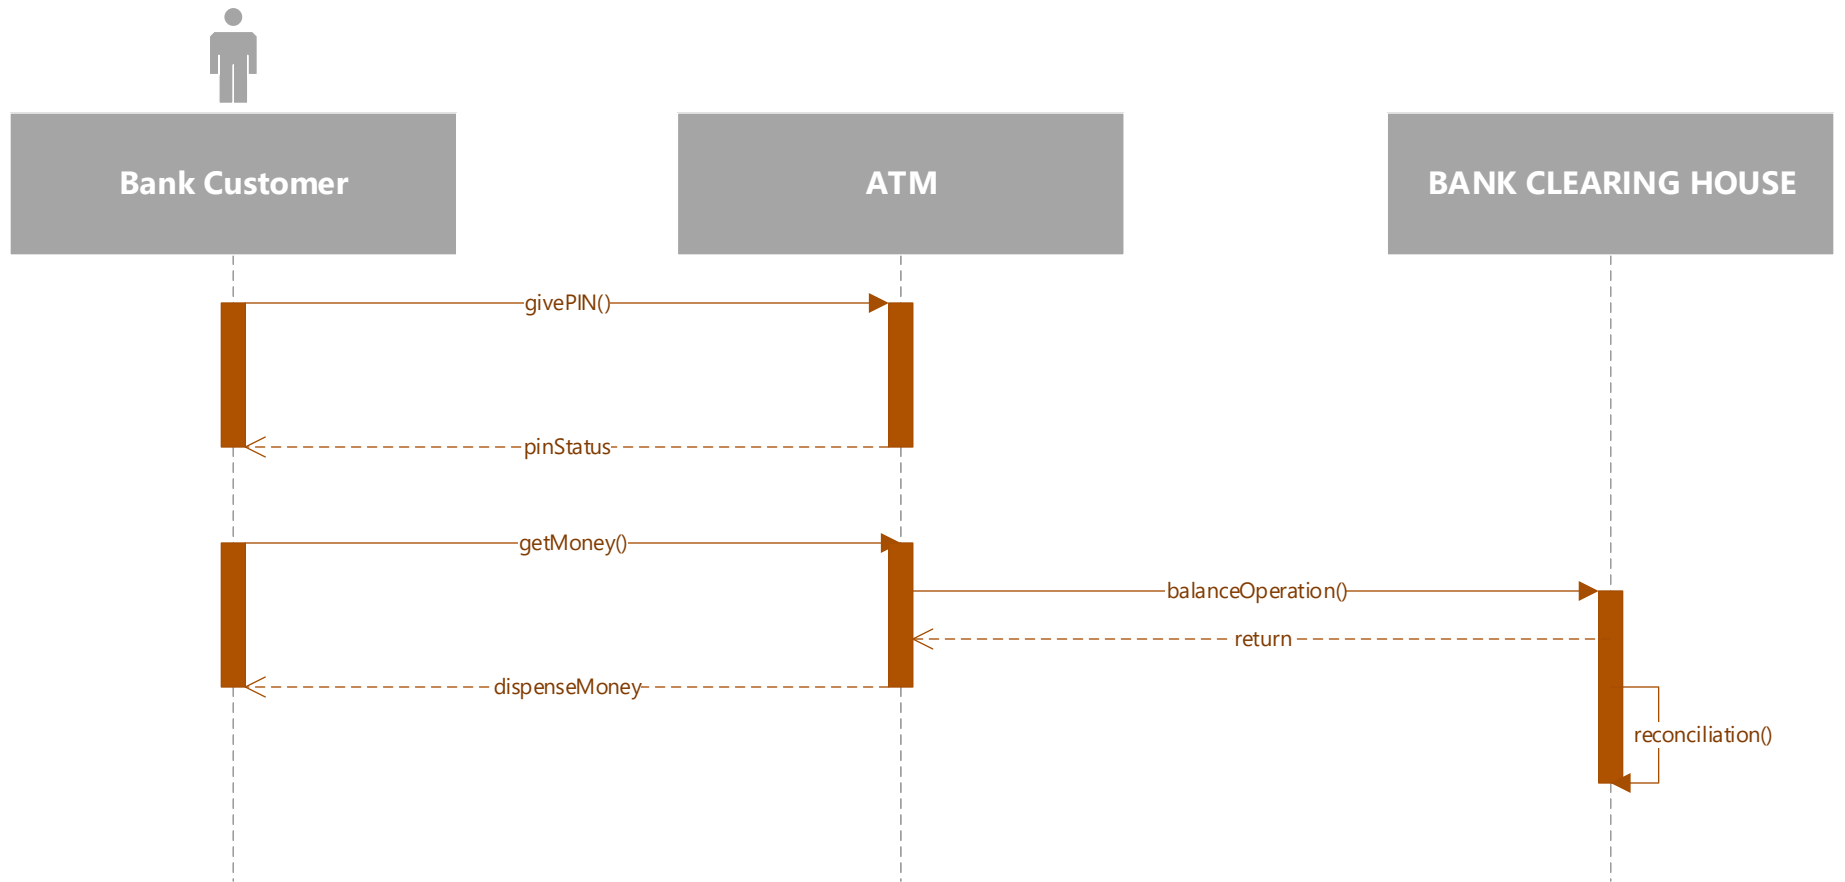 Bank Customer
ATM
BANK CLEARING HOUSE
givePIN()
pinStatus
getMoney()
balanceOperation()
return
dispenseMoney
reconciliation()